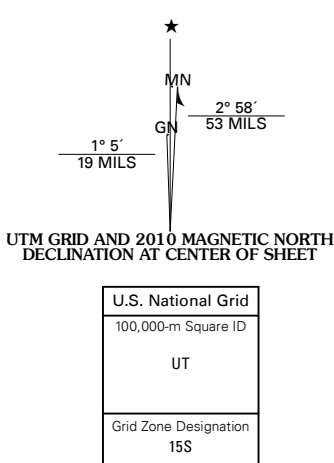 MN
GN
2° 58´
53 MILS
1° 5´
19 MILS
UTM GRID AND 2010 MAGNETIC NORTH
DECLINATION AT CENTER OF SHEET
U.S. National Grid
100,000-m Square ID
UT
Grid Zone Designation
15S